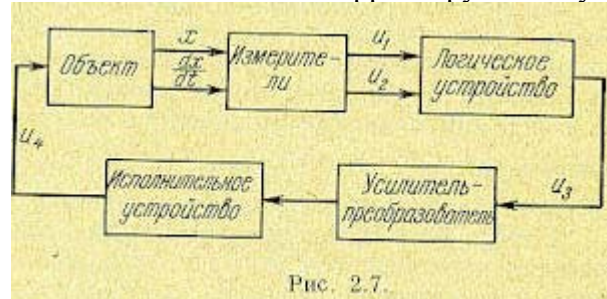 Объект
x
dx
dt
Измерите-
ли
u₁
u₂
Логическое
устройство
u₃
Усилитель-
преобразователь
Исполнительное
устройство
u₄
Рис. 2.7.